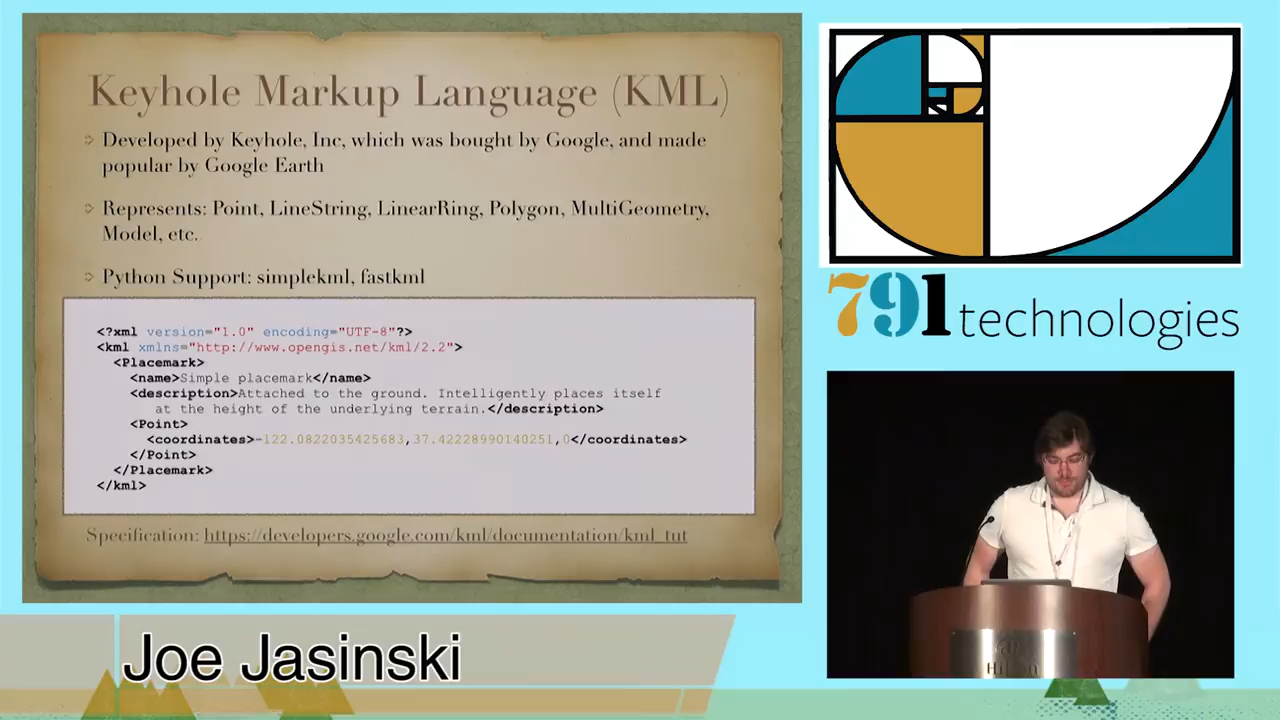 Keyhole Markup Language (KML)
Developed by Keyhole, Inc, which was bought by Google, and made
popular by Google Earth
Represents: Point, LineString, LinearRing, Polygon, MultiGeometry,
Model, etc.
Python Support: simplekml, fastkml
<?xml version="1.0" encoding="UTF-8"?>
<kml xmlns="http://www.opengis.net/kml/2.2">
<Placemark>
<name>Simple placemark</name>
<description>Attached to the ground. Intelligently places itself
at the height of the underlying terrain.</description>
<Point>
<coordinates>-122.0822035425683,37.42228990140251,0</coordinates>
</Point>
</Placemark>
</kml>
Specification: https://developers.google.com/kml/documentation/kml_tut
791 technologies
Hilton
Joe Jasinski